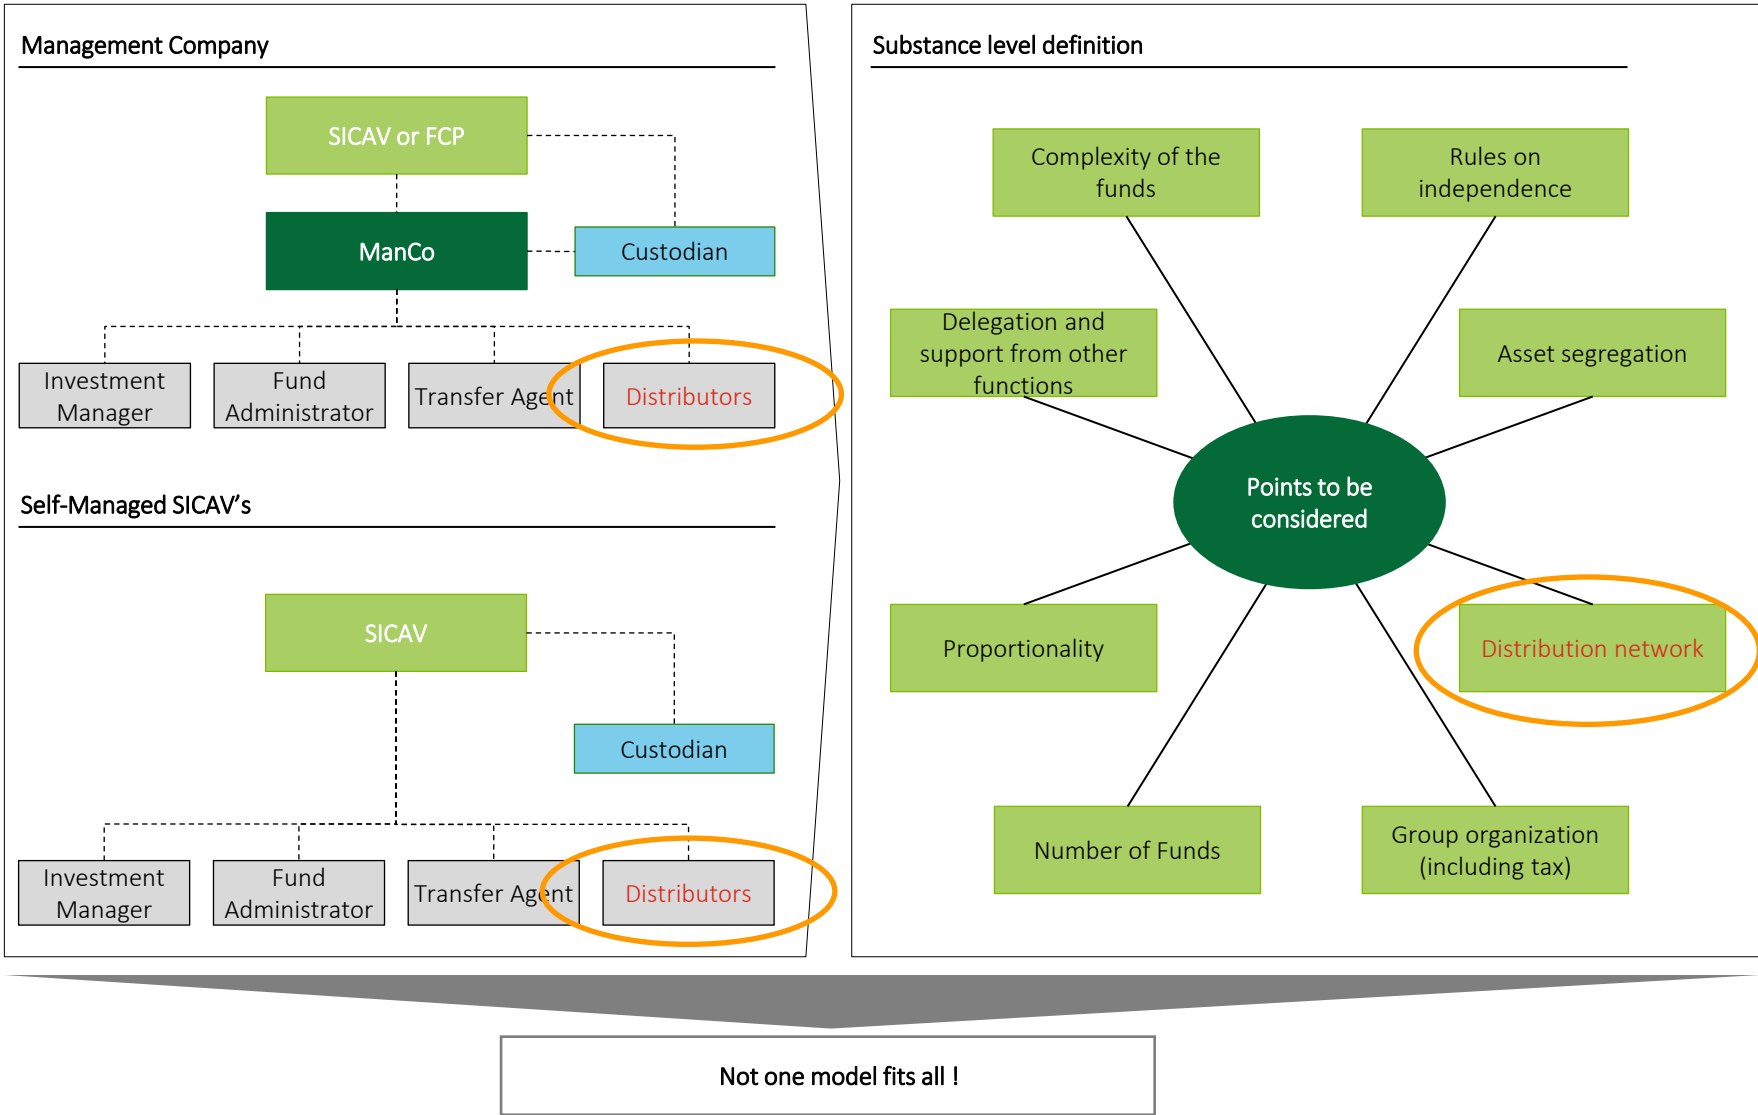 Management Company
SICAV or FCP
ManCo
Custodian
Investment
Manager
Fund
Administrator
Transfer Agent
Distributors
Self-Managed SICAV’s
SICAV
Custodian
Investment
Manager
Fund
Administrator
Transfer Agent
Distributors
Substance level definition
Complexity of the
funds
Rules on
independence
Delegation and
support from other
functions
Asset segregation
Points to be
considered
Proportionality
Distribution network
Number of Funds
Group organization
(including tax)
Not one model fits all !